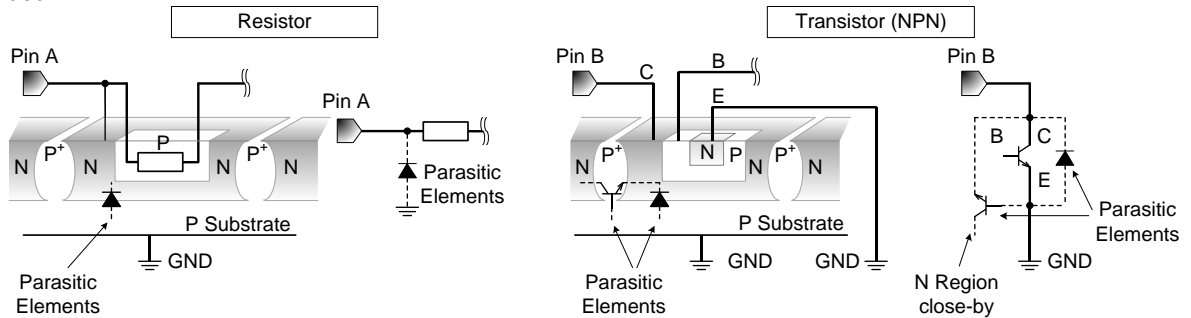 Resistor
Transistor (NPN)
Pin A
Pin B
C
B
E
Pin B
Pin A
N
P+
N
P
P+
N
N
P+
N
P
P+
N
N
B
C
E
Parasitic
Elements
P Substrate
GND
Parasitic
Elements
P Substrate
GND
GND
Parasitic
Elements
Parasitic
Elements
N Region
close-by
GND